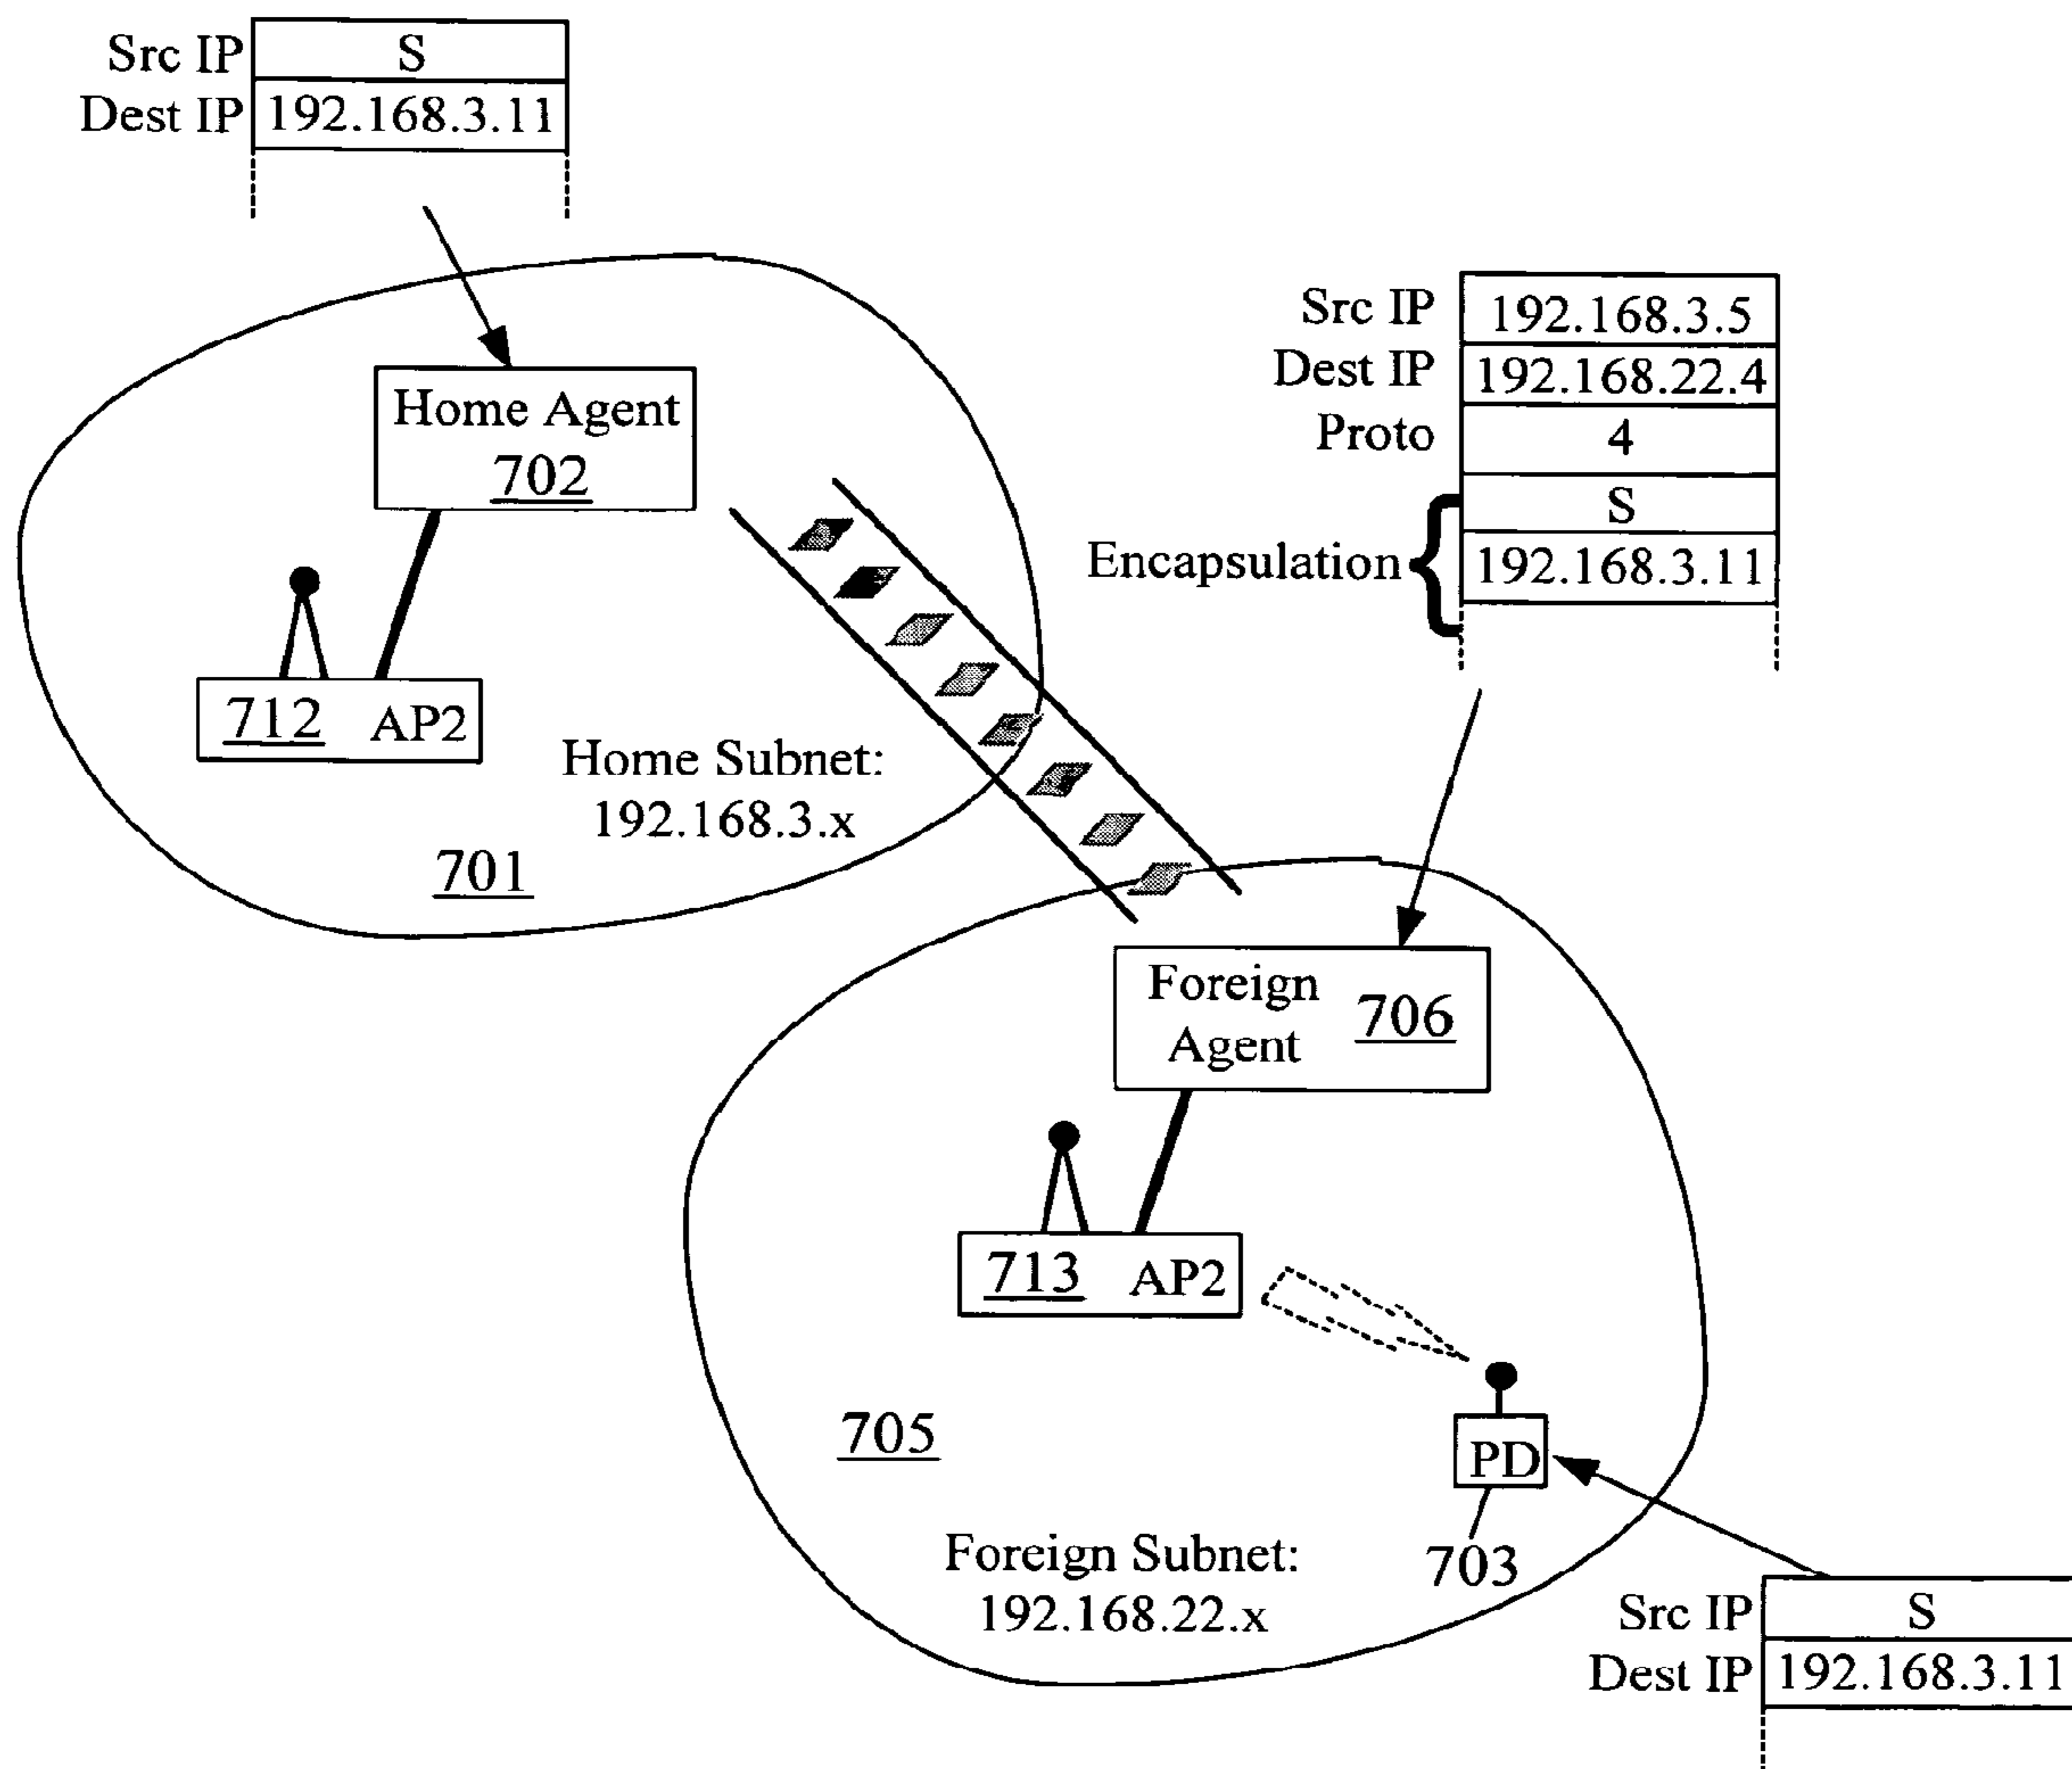 Src IP S
Dest IP 192.168.3.11
Home Agent
702
712 AP2
Home Subnet:
192.168.3.x
701
Src IP 192.168.3.5
Dest IP 192.168.22.4
Proto 4
S
Encapsulation 192.168.3.11
Foreign
Agent
706
713 AP2
705
PD
703
Foreign Subnet:
192.168.22.x
Src IP S
Dest IP 192.168.3.11